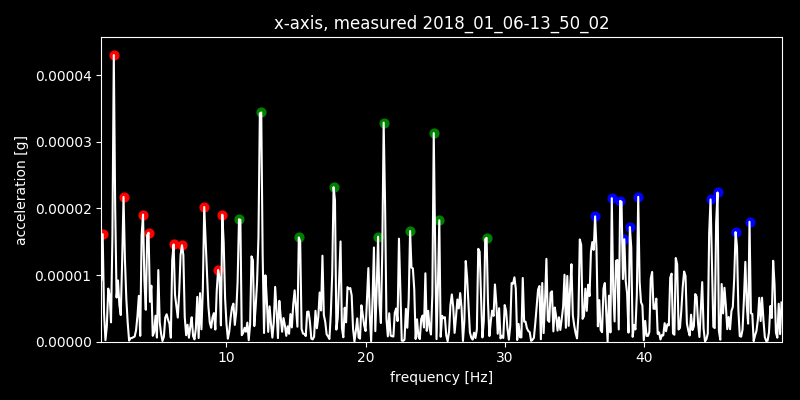 x-axis, measured 2018_01_06-13_50_02
acceleration [g]
0.00004
0.00003
0.00002
0.00001
0.00000
10 20 30 40
frequency [Hz]